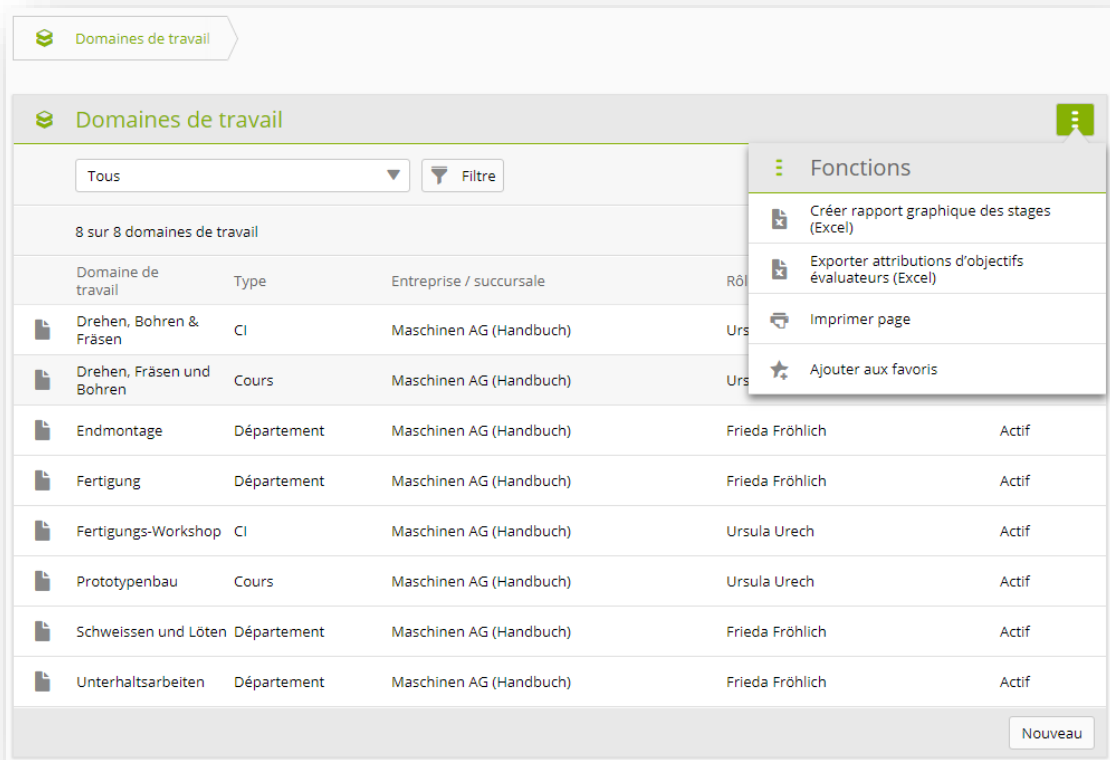 Domaines de travail
Domaines de travail
Tous
Filtre
Fonctions
Créer rapport graphique des stages
(Excel)
Exporter attributions d’objectifs
évaluateurs (Excel)
Imprimer page
Ajouter aux favoris
8 sur 8 domaines de travail
Domaine de
travail
Type
Entreprise / succursale
Rôl
Drehen, Bohren &
Fräsen
CI
Maschinen AG (Handbuch)
Urs
Drehen, Fräsen und
Bohren
Cours
Maschinen AG (Handbuch)
Urs
Endmontage Département Maschinen AG (Handbuch) Frieda Fröhlich Actif
Fertigung Département Maschinen AG (Handbuch) Frieda Fröhlich Actif
Fertigungs-Workshop CI Maschinen AG (Handbuch) Ursula Urech Actif
Prototypenbau Cours Maschinen AG (Handbuch) Ursula Urech Actif
Schweissen und Löten Département Maschinen AG (Handbuch) Frieda Fröhlich Actif
Unterhaltsarbeiten Département Maschinen AG (Handbuch) Frieda Fröhlich Actif
Nouveau